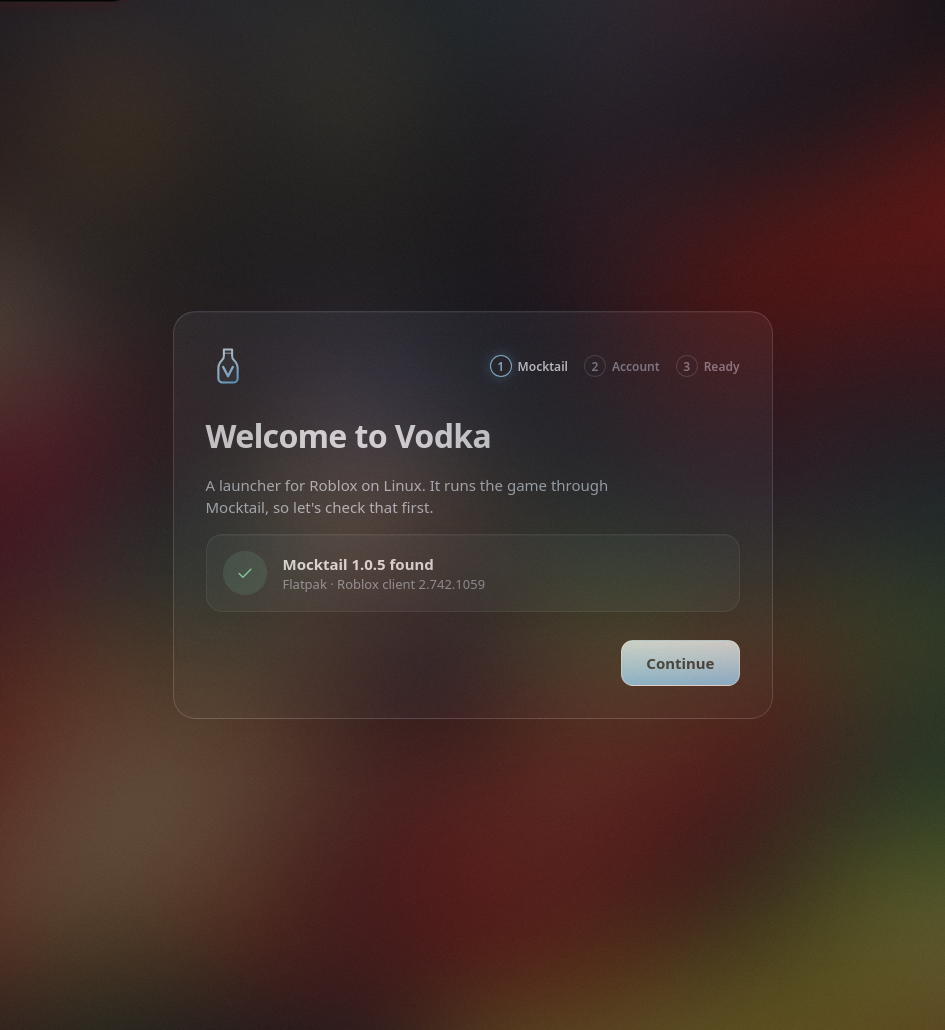 1 Mocktail 2 Account 3 Ready
Welcome to Vodka
A launcher for Roblox on Linux. It runs the game through
Mocktail, so let's check that first.
Mocktail 1.0.5 found
Flatpak · Roblox client 2.742.1059
Continue